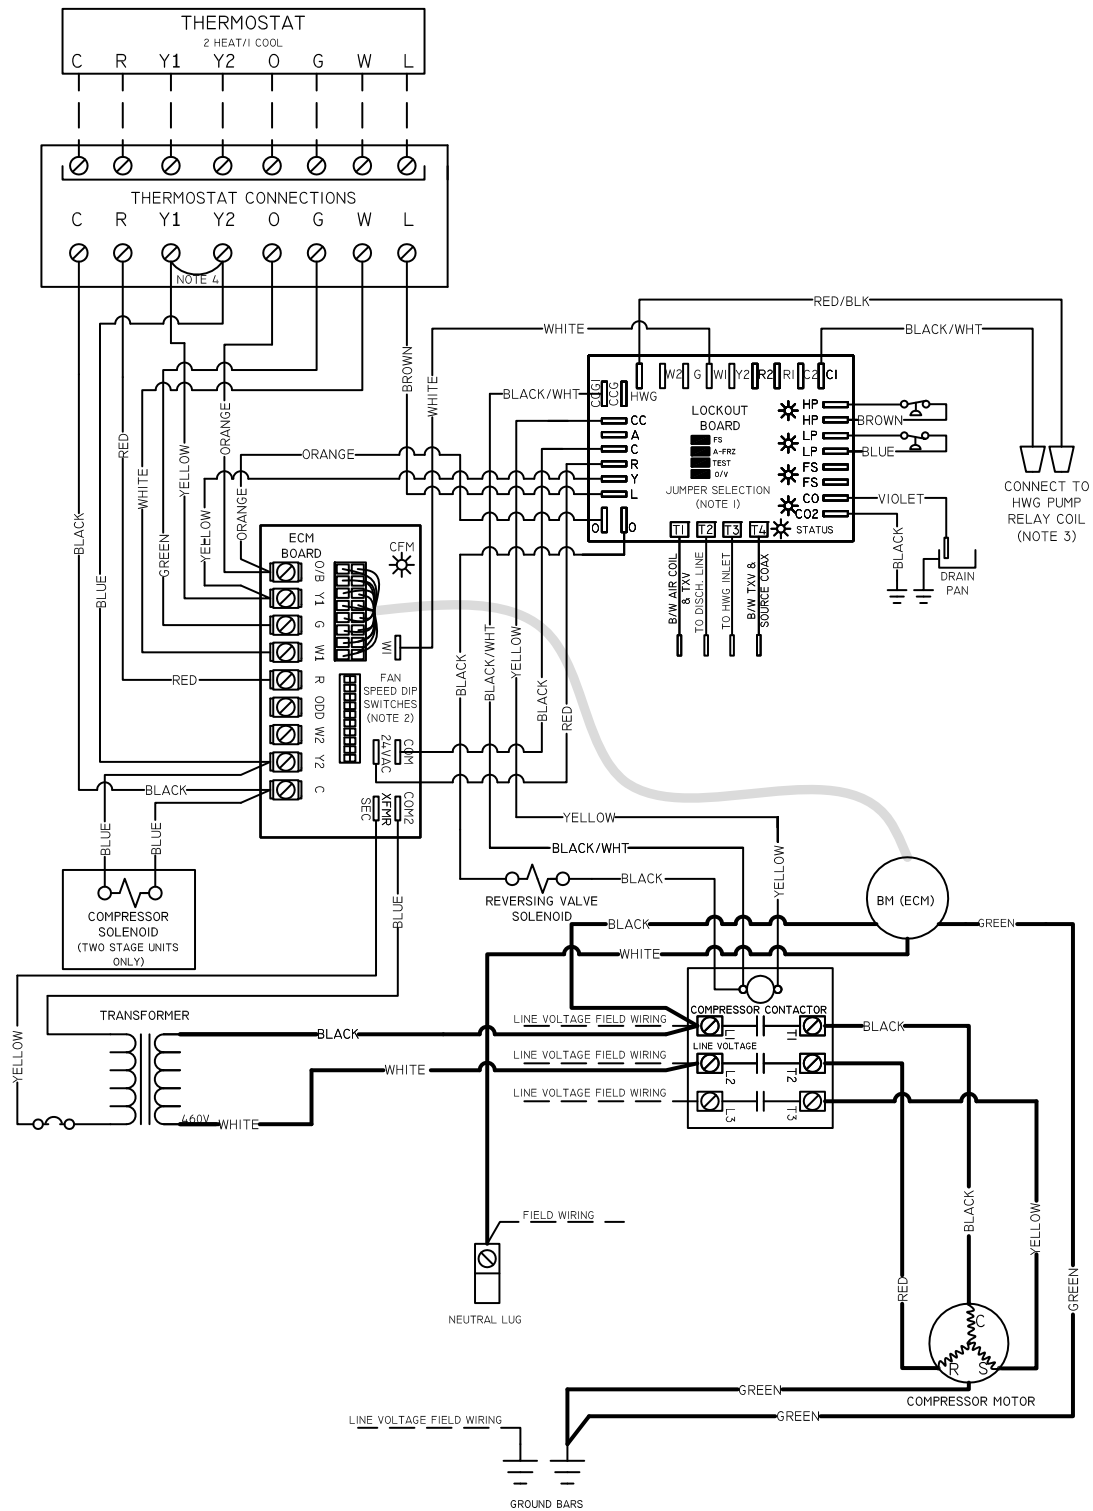 THERMOSTAT
2 HEAT/1 COOL
C R Y1 Y2 O G W L
THERMOSTAT CONNECTIONS
C R Y1 Y2 O G W L
NOTE 4
RED/BLK
WHITE
BLACK/WHT
BROWN
WHITE
BLACK/WHT
ORANGE
RED
WHITE
YELLOW
ORANGE
ORANGE
BLACK
BLUE
GREEN
YELLOW
CCG1
CCG
HWG
W2 G W1 Y2 R2 R1 C2 C1
CC
A
C
R
Y
L
O O
LOCKOUT
BOARD
FS
A-FRZ
TEST
O/V
JUMPER SELECTION
(NOTE 1)
HP
HP
LP
LP
FS
FS
CO
CO2
STATUS
T1 T2 T3 T4
BROWN
BLUE
VIOLET
BLACK
DRAIN
PAN
CONNECT TO
HWG PUMP
RELAY COIL
(NOTE 3)
B/W AIR COIL
& TXV
TO DISCH. LINE
TO HWG INLET
B/W TXV &
SOURCE COAX
ECM
BOARD
CFM
O/B
Y1
G
W1
R
ODD
W2
Y2
C
W1
FAN
SPEED DIP
SWITCHES
(NOTE 2)
24VAC
COM
XFMR
SEC
COM2
RED
BLACK
BLACK
BLACK/WHT
YELLOW
BLACK
RED
BLUE
BLUE
BLUE
COMPRESSOR
SOLENOID
(TWO STAGE UNITS
ONLY)
YELLOW
BLACK/WHT
BLACK
YELLOW
REVERSING VALVE
SOLENOID
BLACK
WHITE
BM (ECM)
GREEN
COMPRESSOR CONTACTOR
LINE VOLTAGE
L1 T1
L2 T2
L3 T3
LINE VOLTAGE FIELD WIRING
LINE VOLTAGE FIELD WIRING
LINE VOLTAGE FIELD WIRING
TRANSFORMER
YELLOW
BLACK
WHITE
460V
WHITE
BLACK
FIELD WIRING
NEUTRAL LUG
BLACK
YELLOW
RED
GREEN
C
R S
COMPRESSOR MOTOR
GREEN
GREEN
LINE VOLTAGE FIELD WIRING
GROUND BARS